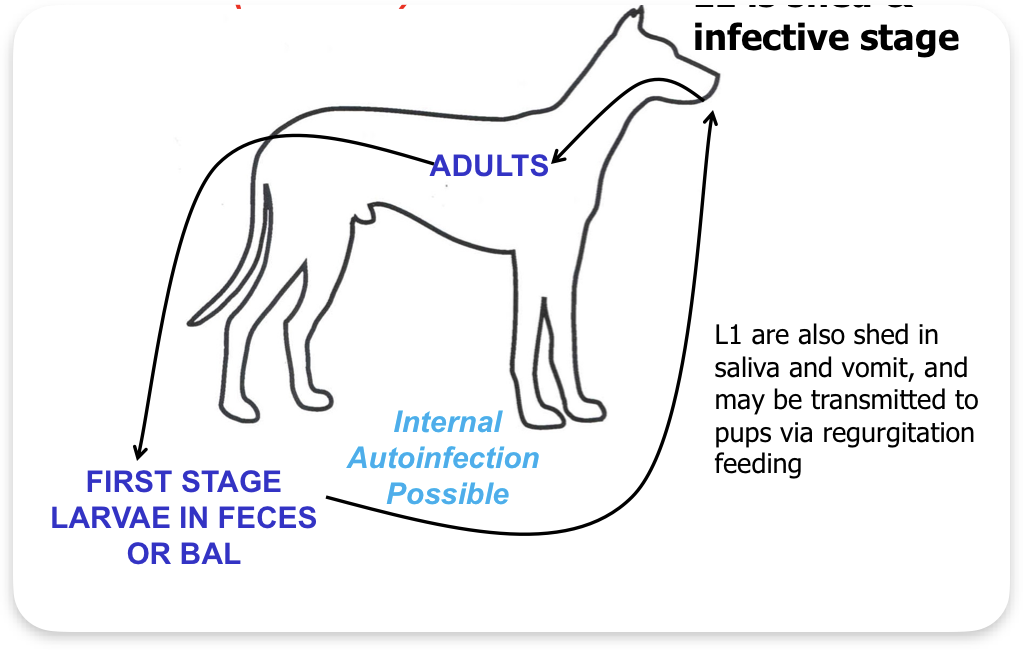 infective stage
ADULTS
L1 are also shed in
saliva and vomit, and
may be transmitted to
pups via regurgitation
feeding
Internal
Autoinfection
Possible
FIRST STAGE
LARVAE IN FECES
OR BAL